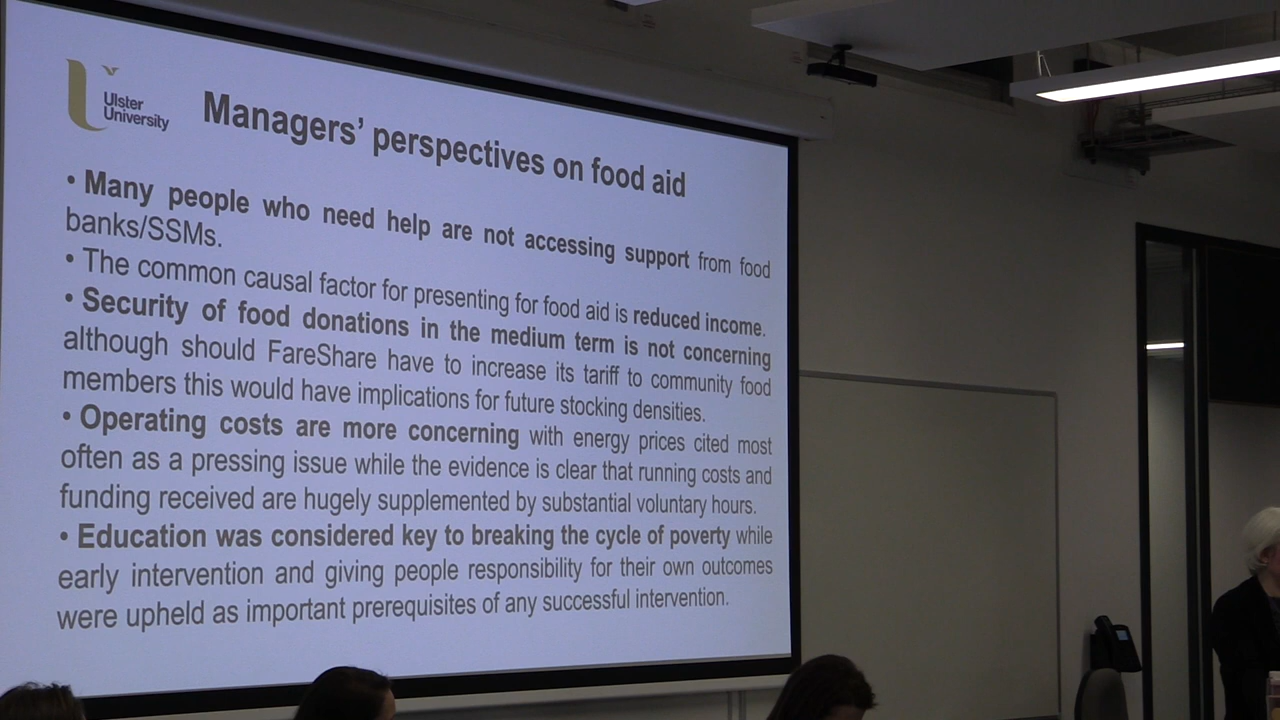 Ulster
University
Managers' perspectives on food aid
• Many people who need help are not accessing support from food
banks/SSMs.
• The common causal factor for presenting for food aid is reduced income.
• Security of food donations in the medium term is not concerning
although should FareShare have to increase its tariff to community food
members this would have implications for future stocking densities.
• Operating costs are more concerning with energy prices cited most
often as a pressing issue while the evidence is clear that running costs and
funding received are hugely supplemented by substantial voluntary hours.
• Education was considered key to breaking the cycle of poverty while
early intervention and giving people responsibility for their own outcomes
were upheld as important prerequisites of any successful intervention.